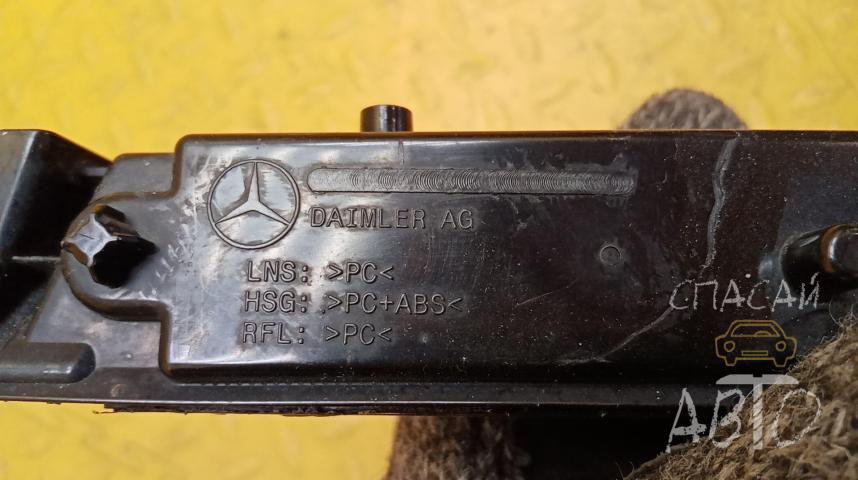 DAIMLER AG
LNS: >PC<
HSG: >PC+ABS<
RFL: >PC<
СПАСАЙ
АВТО